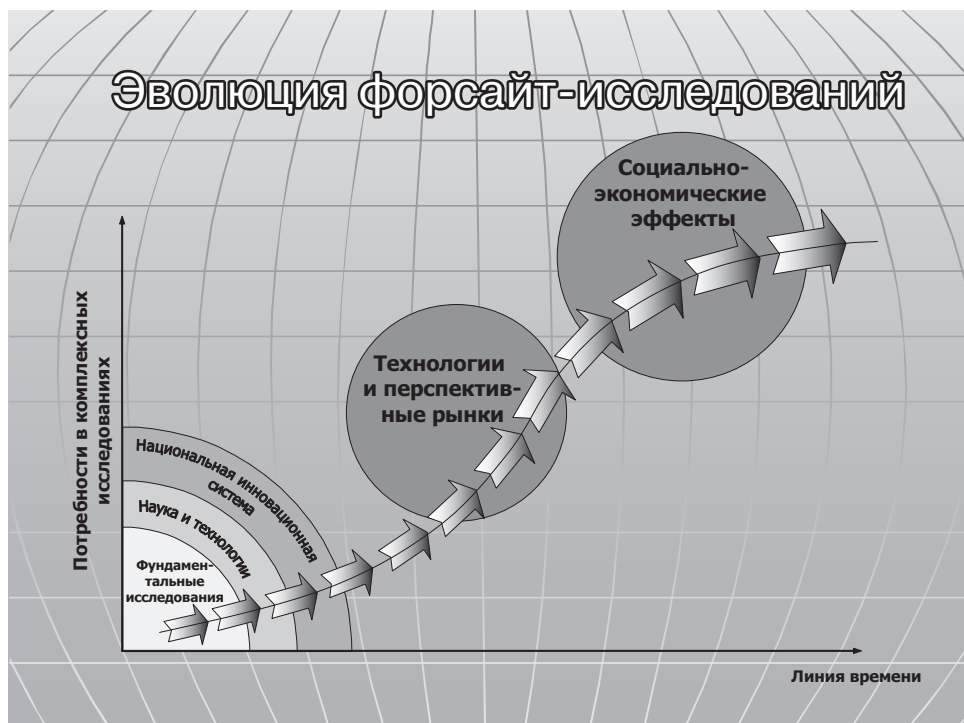 Эволюция форсайт-исследований
Социально-
экономические
эффекты
Технологии
и перспектив-
ные рынки
Национальная инновационная
система
Наука и технологии
Фундамен-
тальные
исследования
Потребности в комплексных
исследованиях
Линия времени